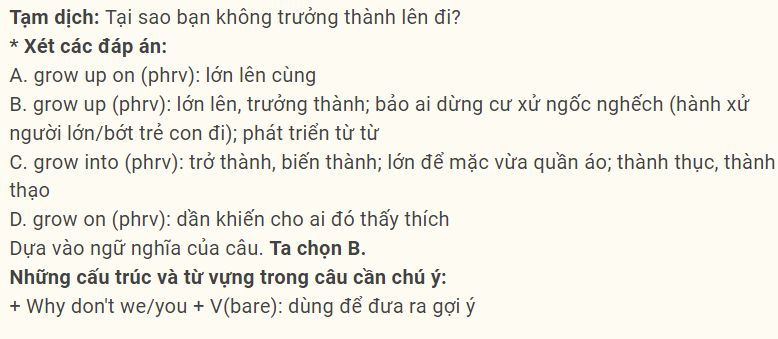 Tạm dịch: Tại sao bạn không trưởng thành lên đi?
* Xét các đáp án:
A. grow up on (phrv): lớn lên cùng
B. grow up (phrv): lớn lên, trưởng thành; bảo ai dừng cư xử ngốc nghếch (hành xử
người lớn/bớt trẻ con đi); phát triển từ từ
C. grow into (phrv): trở thành, biến thành; lớn để mặc vừa quần áo; thành thục, thành
thạo
D. grow on (phrv): dần khiến cho ai đó thấy thích
Dựa vào ngữ nghĩa của câu. Ta chọn B.
Những cấu trúc và từ vựng trong câu cần chú ý:
+ Why don't we/you + V(bare): dùng để đưa ra gợi ý